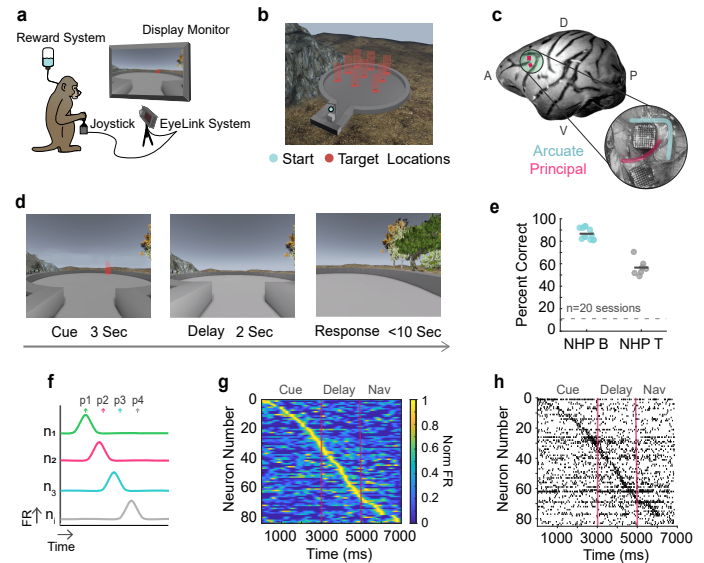 a
Reward System
Display Monitor
Joystick
EyeLink System
b
Start
Target Locations
c
D
A
P
V
Arcuate
Principal
d
Cue 3 Sec
Delay 2 Sec
Response <10 Sec
e
Percent Correct
100
80
60
40
20
0
n=20 sessions
NHP B
NHP T
f
p1
p2
p3
p4
n₁
n₂
n₃
nᵢ
FR
Time
g
Cue
Delay
Nav
Neuron Number
0
20
40
60
80
1000
3000
5000
7000
Time (ms)
1
0.8
0.6
0.4
0.2
0
Norm FR
h
Cue
Delay
Nav
Neuron Number
0
20
40
60
80
1000
3000
5000
7000
Time (ms)